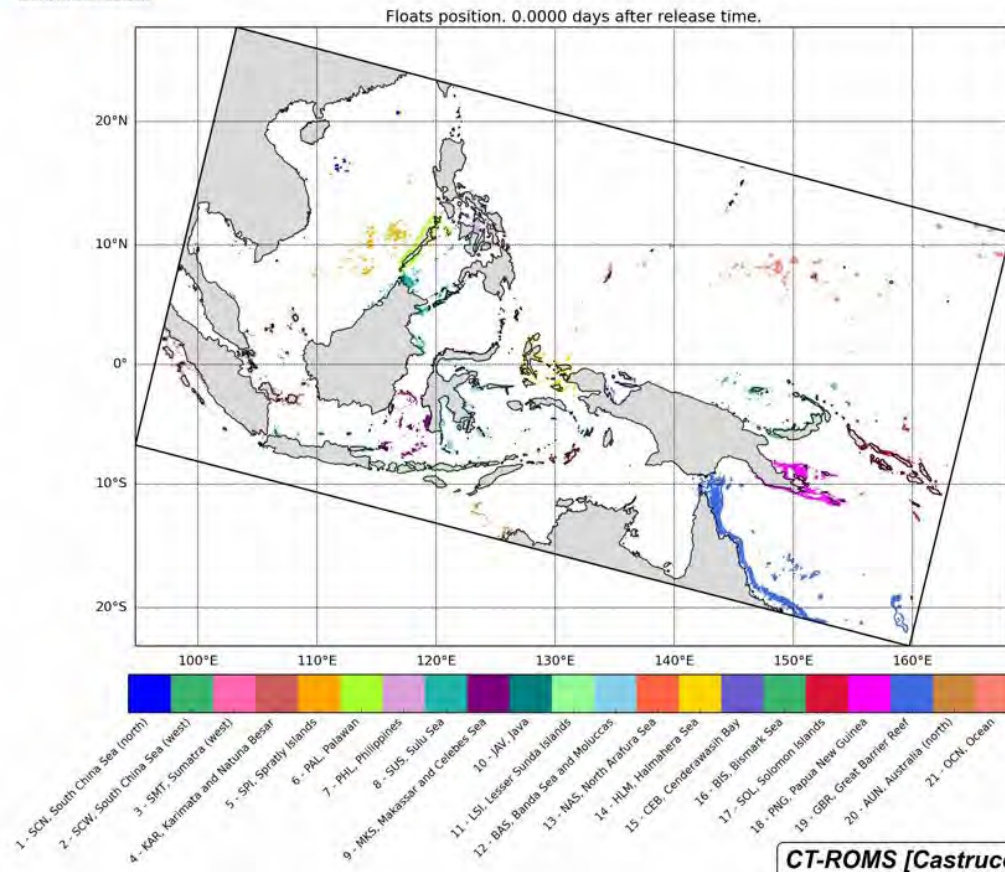 Floats position. 0.0000 days after release time.
20°N
10°N
0°
10°S
20°S
100°E 110°E 120°E 130°E 140°E 150°E 160°E
1 - SCN, South China Sea (north)
2 - SCW, South China Sea (west)
3 - SMT, Sumatra (west)
4 - KAR, Karimata and Natuna Besar
5 - SPI, Spratly Islands
6 - PAL, Palawan
7 - PHL, Philippines
8 - SUS, Sulu Sea
9 - MKS, Makassar and Celebes Sea
10 - JAV, Java
11 - LSI, Lesser Sunda Islands
12 - BAS, Banda Sea and Moluccas
13 - NAS, North Arafura Sea
14 - HLM, Halmahera Sea
15 - CEB, Cenderawasih Bay
16 - BIS, Bismark Sea
17 - SOL, Solomon Islands
18 - PNG, Papua New Guinea
19 - GBR, Great Barrier Reef
20 - AUN, Australia (north)
21 - OCN, Ocean
CT-ROMS [Castruc